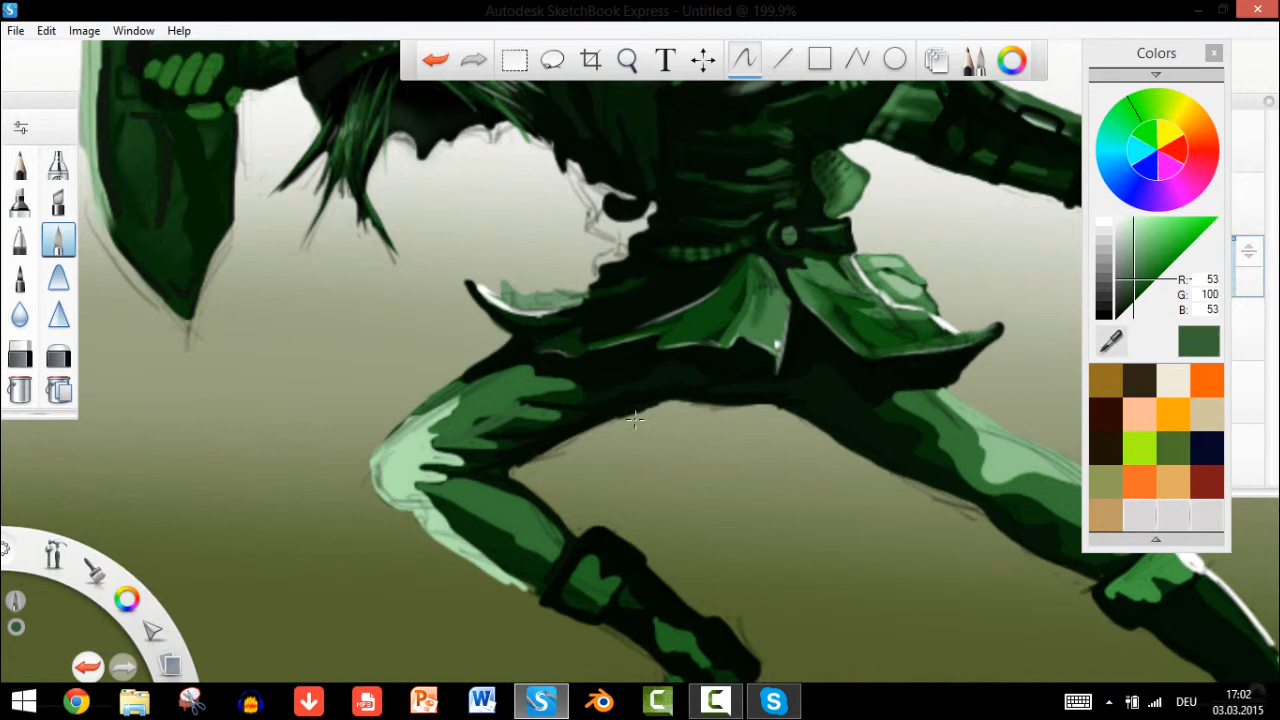 Autodesk SketchBook Express - Untitled @ 199,9%
File Edit Image Window Help
T
Colors
R: 53
G: 100
B: 53
MP3
DEU
17:02
03.03.2015